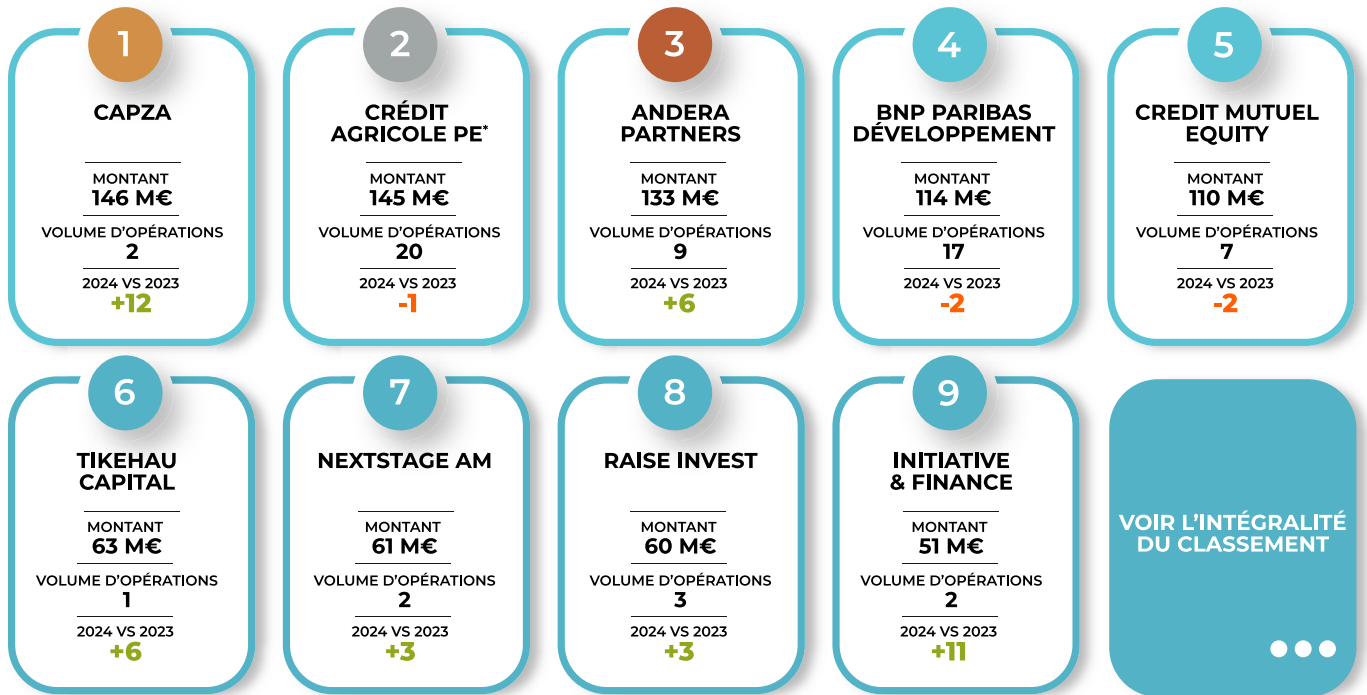 1
CAPZA
MONTANT
146 M€
VOLUME D'OPÉRATIONS
2
2024 VS 2023
+12
2
CRÉDIT
AGRICOLE PE*
MONTANT
145 M€
VOLUME D'OPÉRATIONS
20
2024 VS 2023
-1
3
ANDERA
PARTNERS
MONTANT
133 M€
VOLUME D'OPÉRATIONS
9
2024 VS 2023
+6
4
BNP PARIBAS
DÉVELOPPEMENT
MONTANT
114 M€
VOLUME D'OPÉRATIONS
17
2024 VS 2023
-2
5
CREDIT MUTUEL
EQUITY
MONTANT
110 M€
VOLUME D'OPÉRATIONS
7
2024 VS 2023
-2
6
TIKEHAU
CAPITAL
MONTANT
63 M€
VOLUME D'OPÉRATIONS
1
2024 VS 2023
+6
7
NEXTSTAGE AM
MONTANT
61 M€
VOLUME D'OPÉRATIONS
2
2024 VS 2023
+3
8
RAISE INVEST
MONTANT
60 M€
VOLUME D'OPÉRATIONS
3
2024 VS 2023
+3
9
INITIATIVE
& FINANCE
MONTANT
51 M€
VOLUME D'OPÉRATIONS
2
2024 VS 2023
+11
VOIR L'INTÉGRALITÉ
DU CLASSEMENT